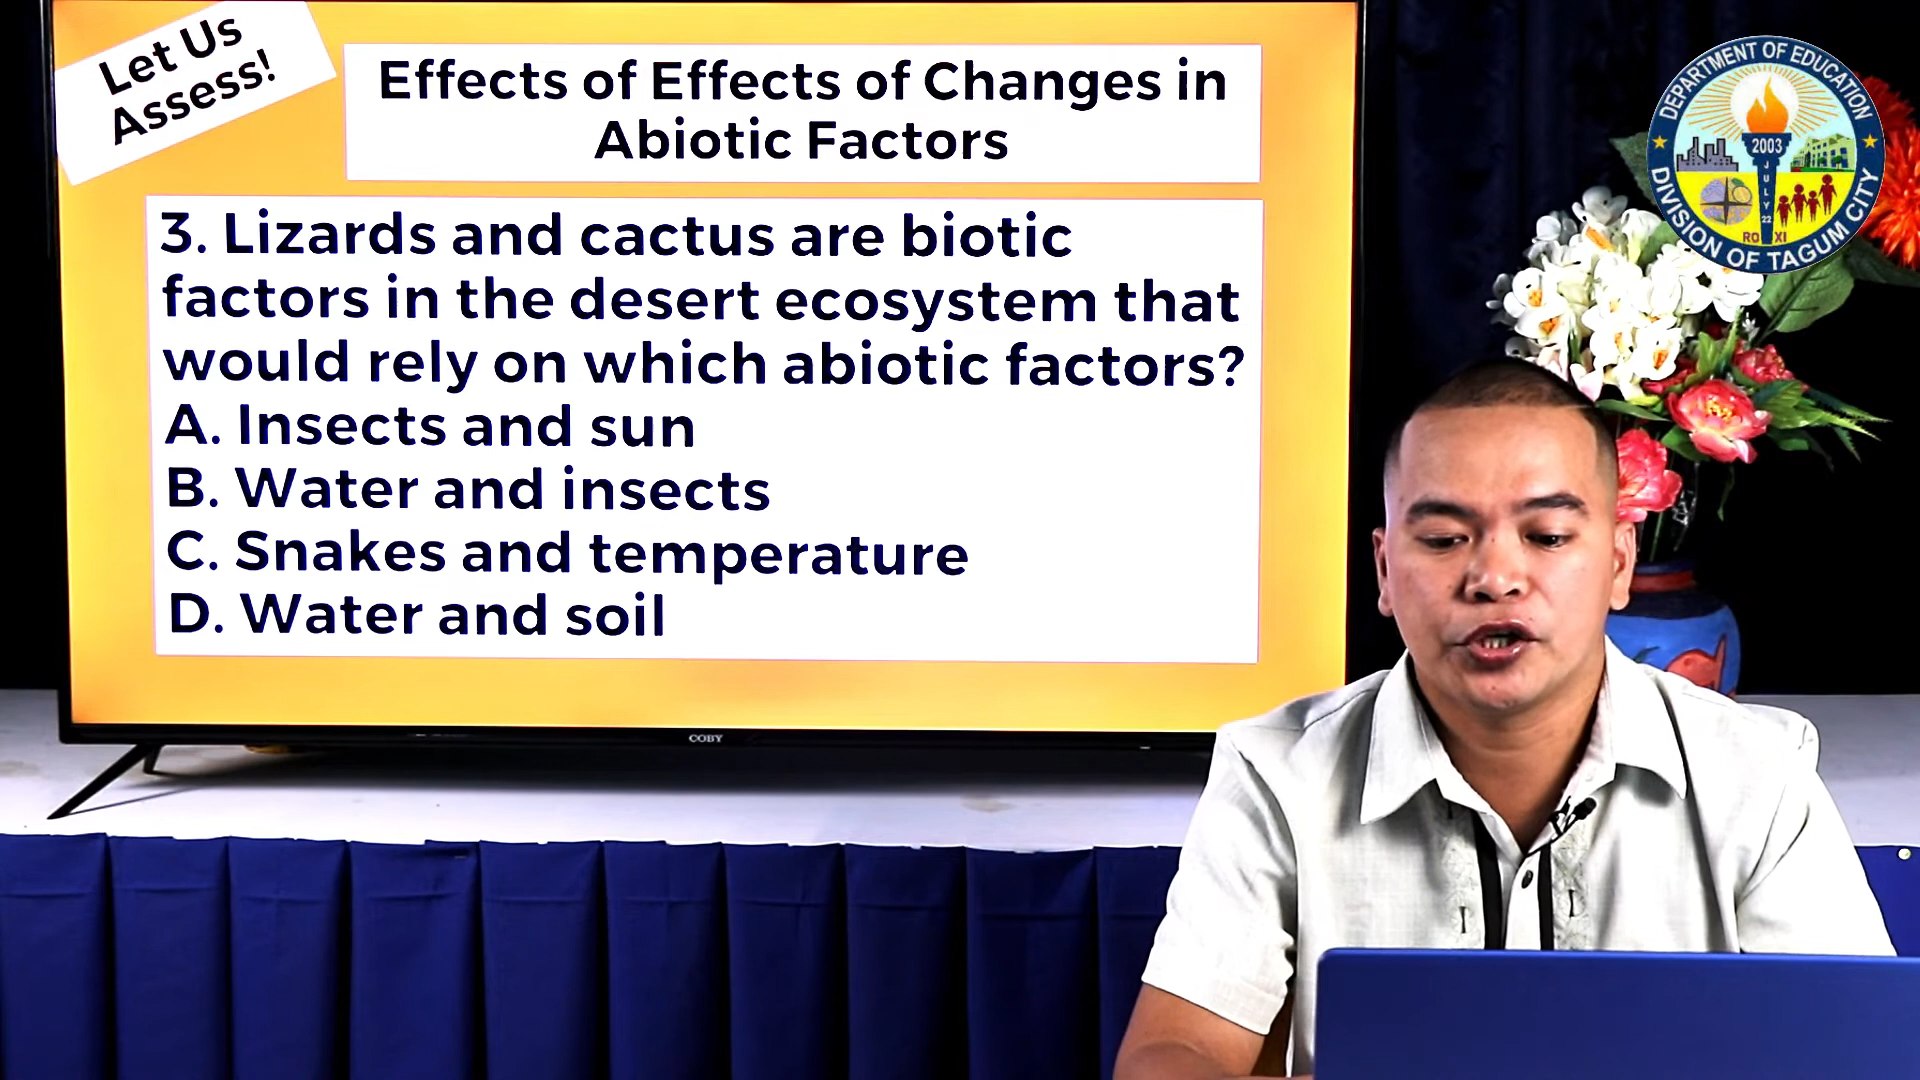 Let Us
Assess!
Effects of Effects of Changes in
Abiotic Factors
3. Lizards and cactus are biotic
factors in the desert ecosystem that
would rely on which abiotic factors?
A. Insects and sun
B. Water and insects
C. Snakes and temperature
D. Water and soil
COBY
DEPARTMENT OF EDUCATION
2003
JULY
22
RO XI
DIVISION OF TAGUM CITY